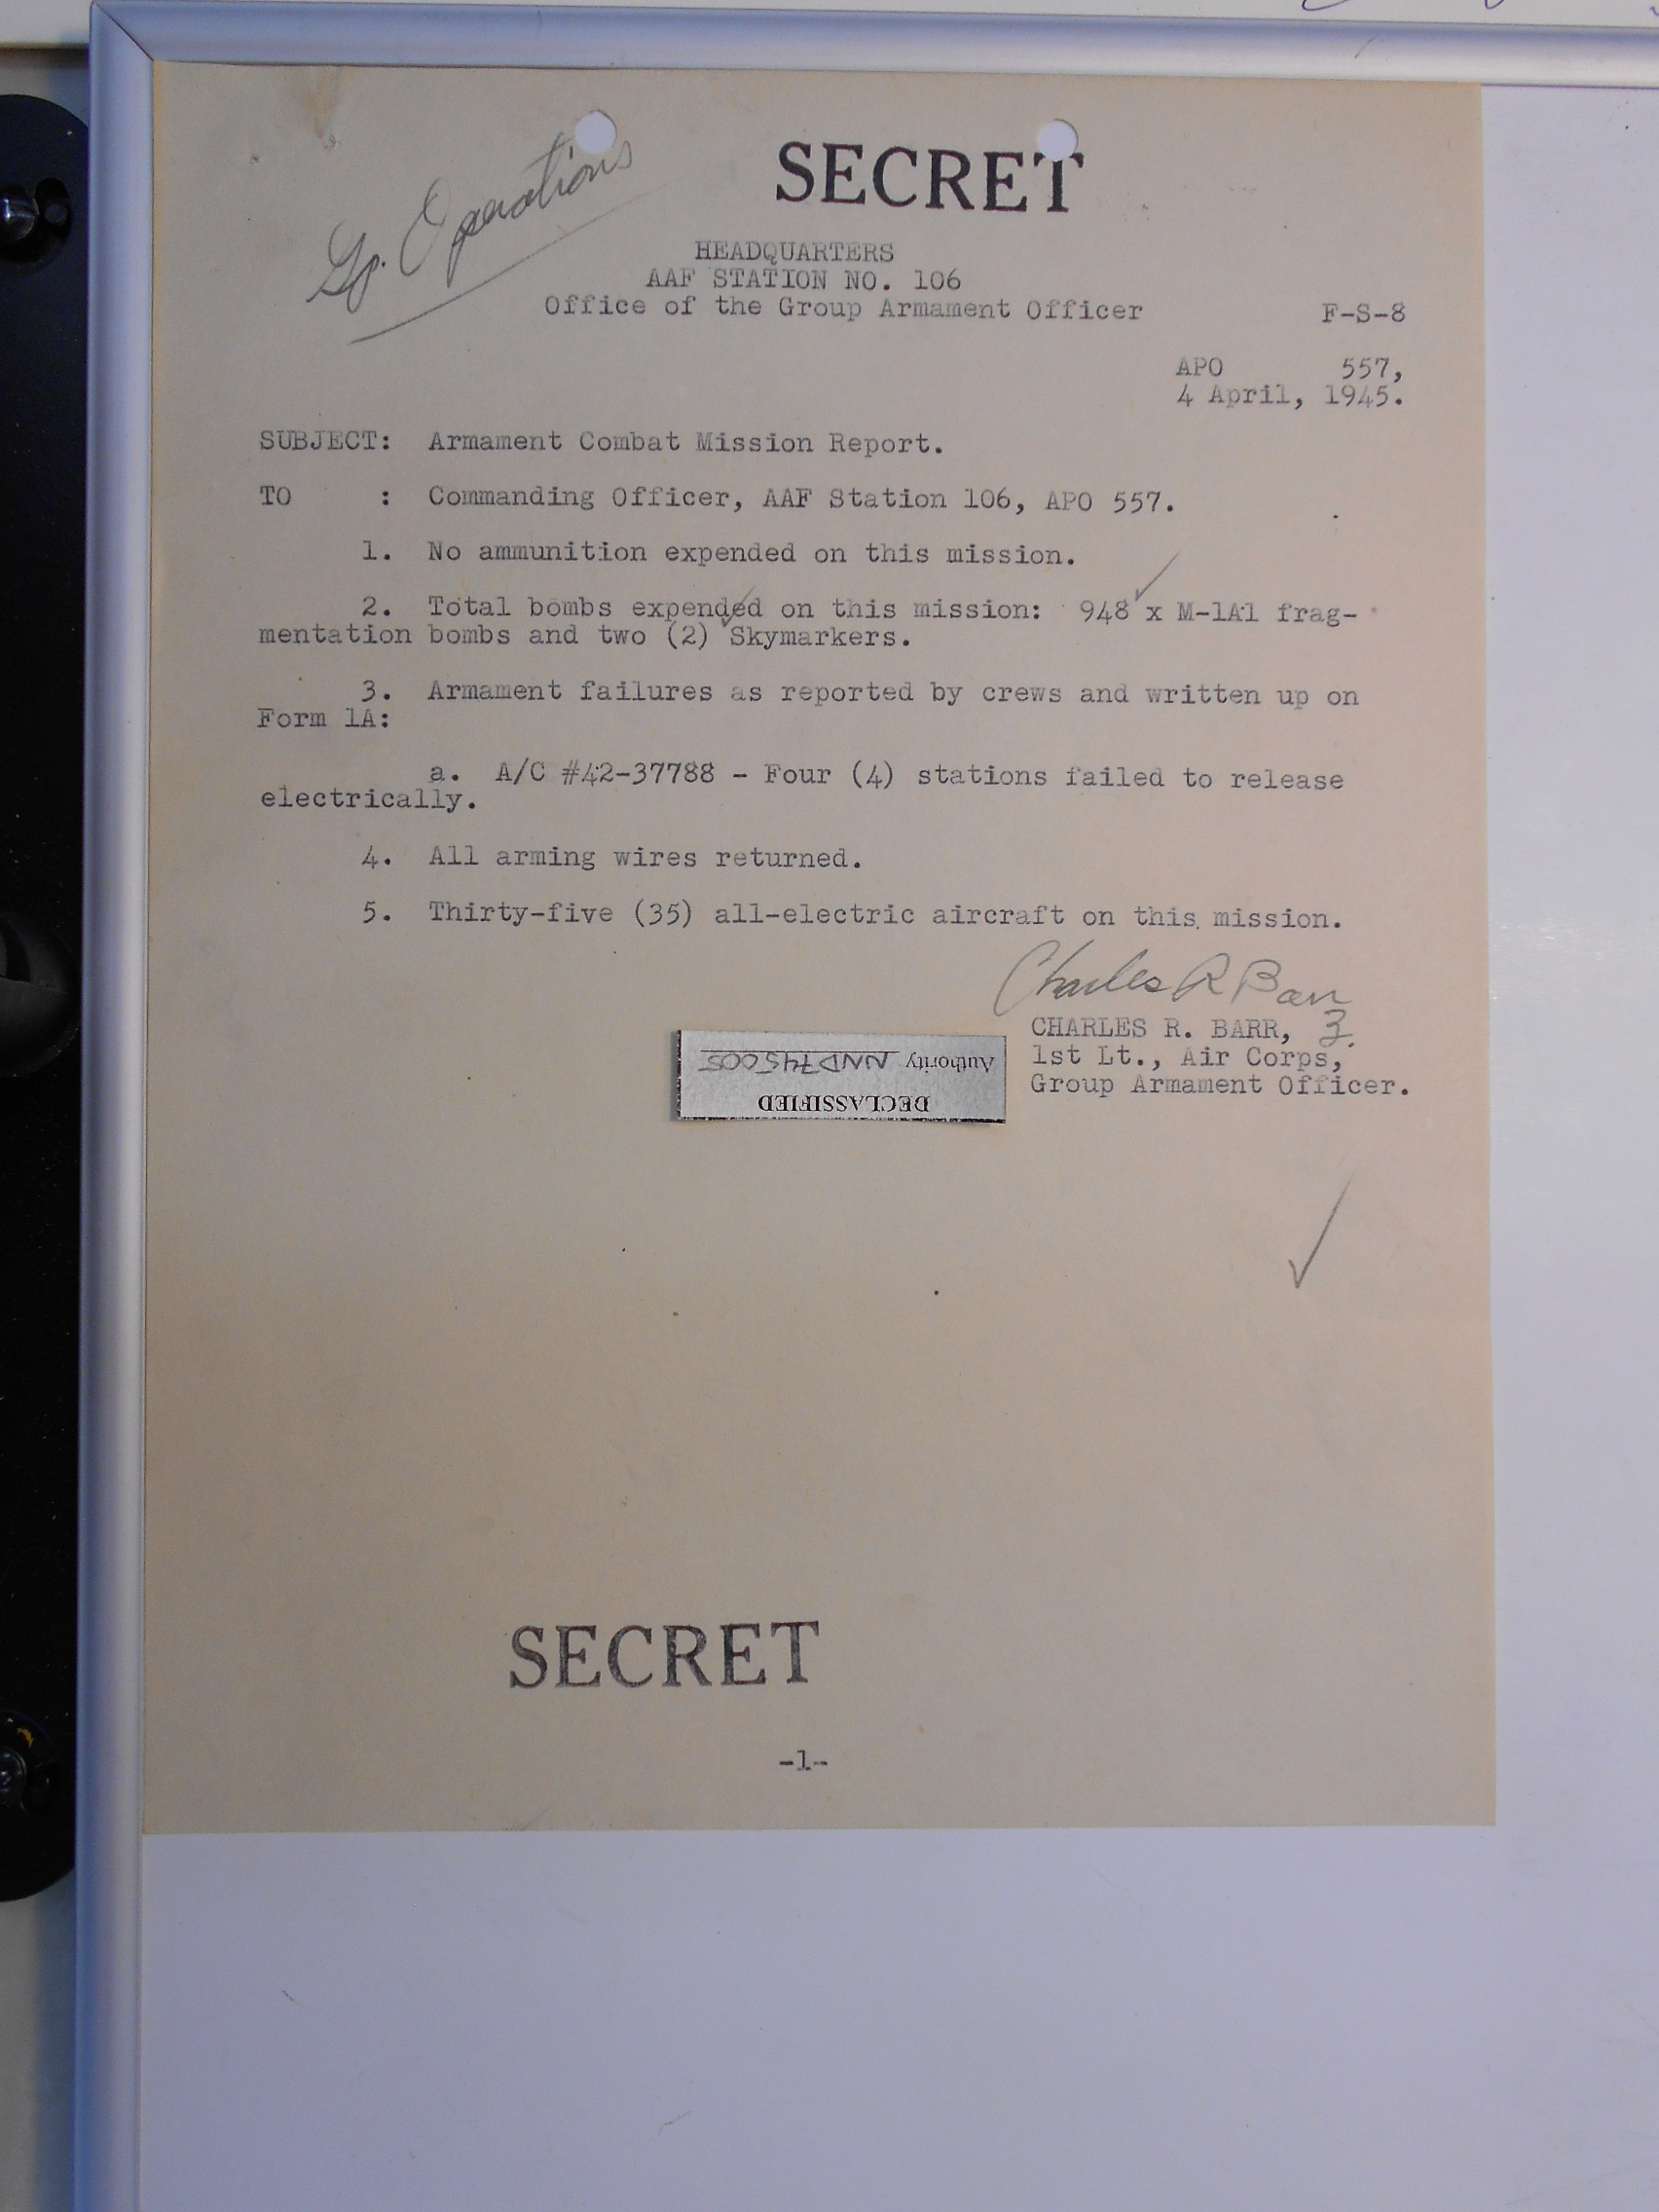 Gp. Operations
SECRET
HEADQUARTERS
AAF STATION NO. 106
Office of the Group Armament Officer F-S-8
APO 557,
4 April, 1945.
SUBJECT: Armament Combat Mission Report.
TO : Commanding Officer, AAF Station 106, APO 557.
1. No ammunition expended on this mission.
2. Total bombs expended on this mission: 948 x M-1A1 frag-
mentation bombs and two (2) Skymarkers.
3. Armament failures as reported by crews and written up on
Form 1A:
a. A/C #42-37788 - Four (4) stations failed to release
electrically.
4. All arming wires returned.
5. Thirty-five (35) all-electric aircraft on this mission.
Charles R Barr
CHARLES R. BARR, 3.
1st Lt., Air Corps,
Group Armament Officer.
DECLASSIFIED
Authority NND745005
SECRET
-1-